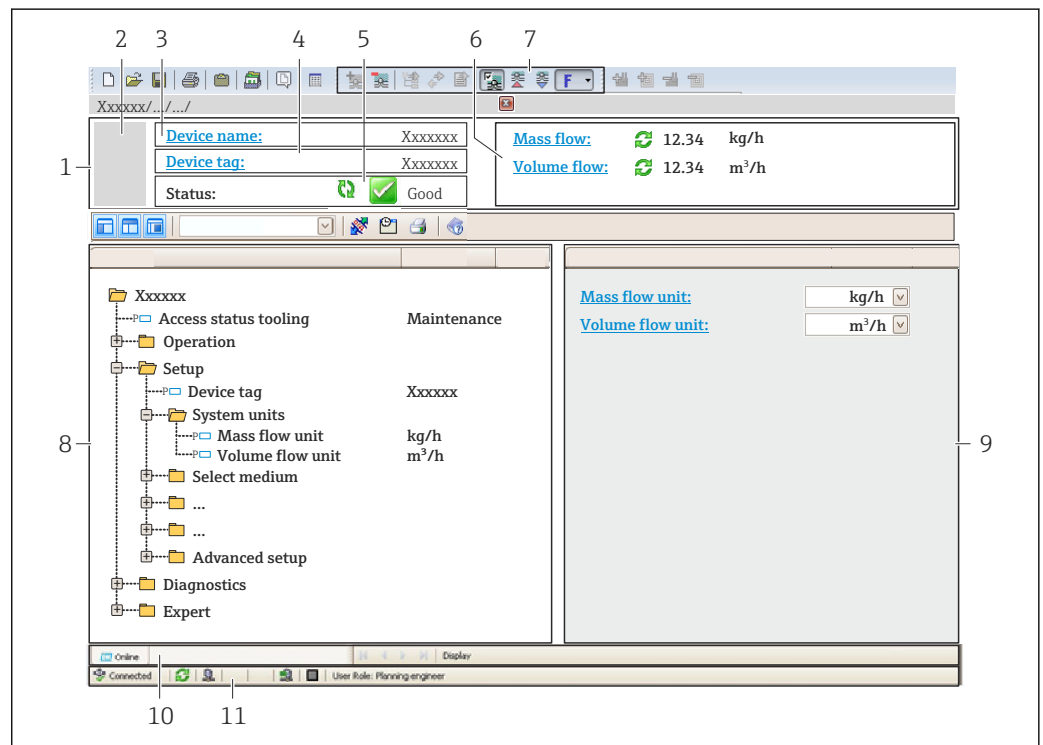 2 3 4 5 6 7
F
Xxxxxx/.../.../
1
Device name: Xxxxxxx
Device tag: Xxxxxxx
Status: Good
Mass flow: 12.34 kg/h
Volume flow: 12.34 m³/h
Xxxxxx
P Access status tooling Maintenance
Operation
Setup
P Device tag Xxxxxx
System units
P Mass flow unit kg/h
P Volume flow unit m³/h
Select medium
...
...
Advanced setup
Diagnostics
Expert
8
Mass flow unit: kg/h
Volume flow unit: m³/h
9
Online Display
Connected User Role: Planning engineer
10 11